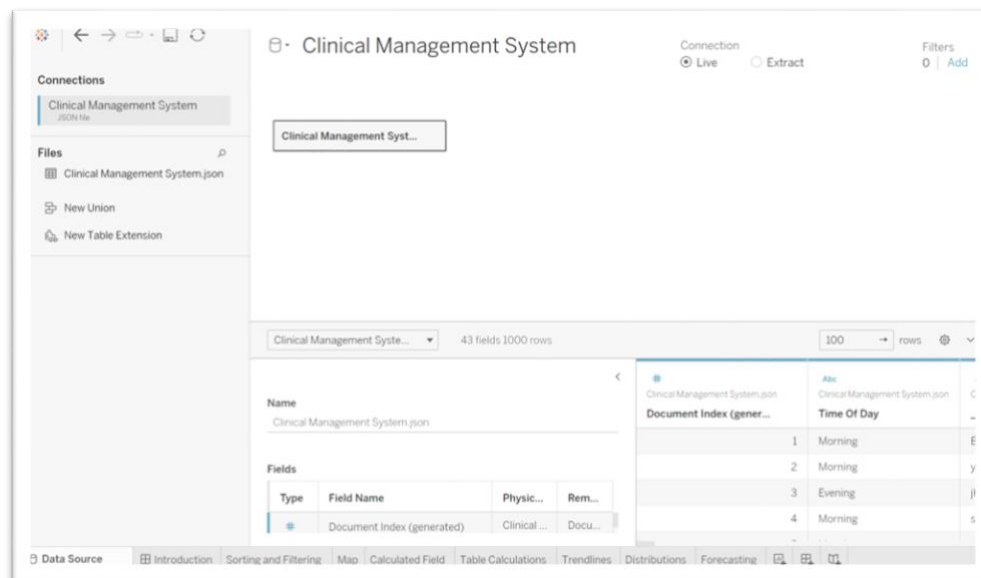 Clinical Management System
Connection
Live
Extract
Filters
0 | Add
Connections
Clinical Management System
JSON file
Clinical Management Syst...
Files
Clinical Management System.json
New Union
New Table Extension
Clinical Management Syste...
43 fields 1000 rows
100
rows
Name
Clinical Management System.json
Fields
Type Field Name Physic... Rem...
# Document Index (generated) Clinical ... Docu...
# Abc
Clinical Management System.json Clinical Management System.json
Document Index (gener... Time Of Day
1 Morning
2 Morning
3 Evening
4 Morning
Data Source Introduction Sorting and Filtering Map Calculated Field Table Calculations Trendlines Distributions Forecasting